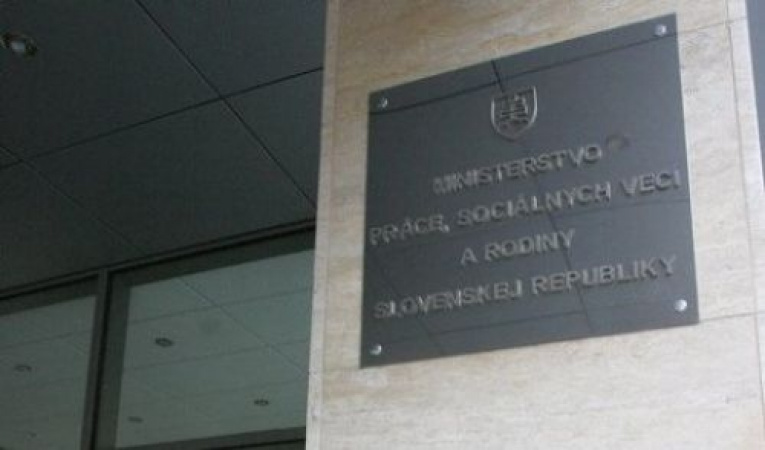 MINISTERSTVO
PRÁCE, SOCIÁLNYCH VECÍ
A RODINY
SLOVENSKEJ REPUBLIKY